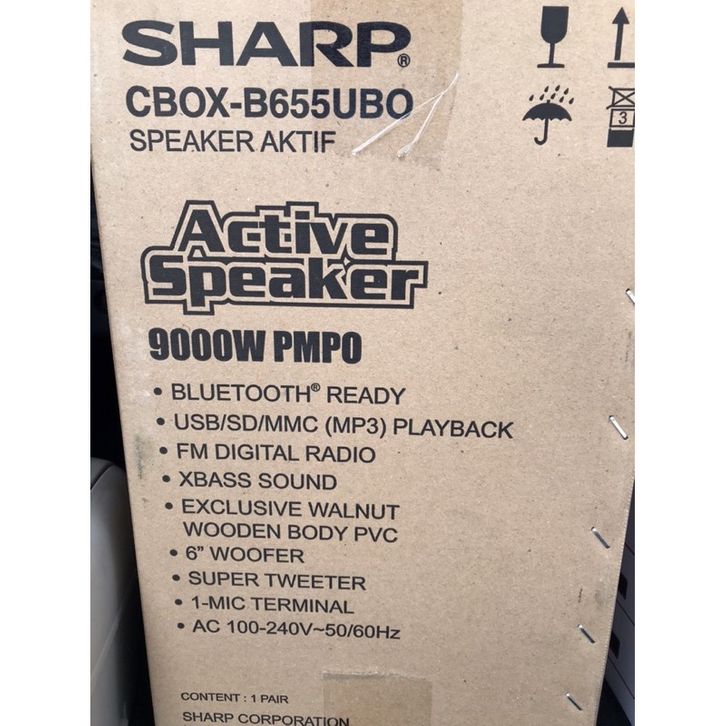 SHARP®
CBOX-B655UBO
SPEAKER AKTIF
3
Active
Speaker
9000W PMPO
• BLUETOOTH® READY
• USB/SD/MMC (MP3) PLAYBACK
• FM DIGITAL RADIO
• XBASS SOUND
• EXCLUSIVE WALNUT
WOODEN BODY PVC
• 6” WOOFER
• SUPER TWEETER
• 1-MIC TERMINAL
• AC 100-240V~50/60Hz
CONTENT : 1 PAIR
SHARP CORPORATION